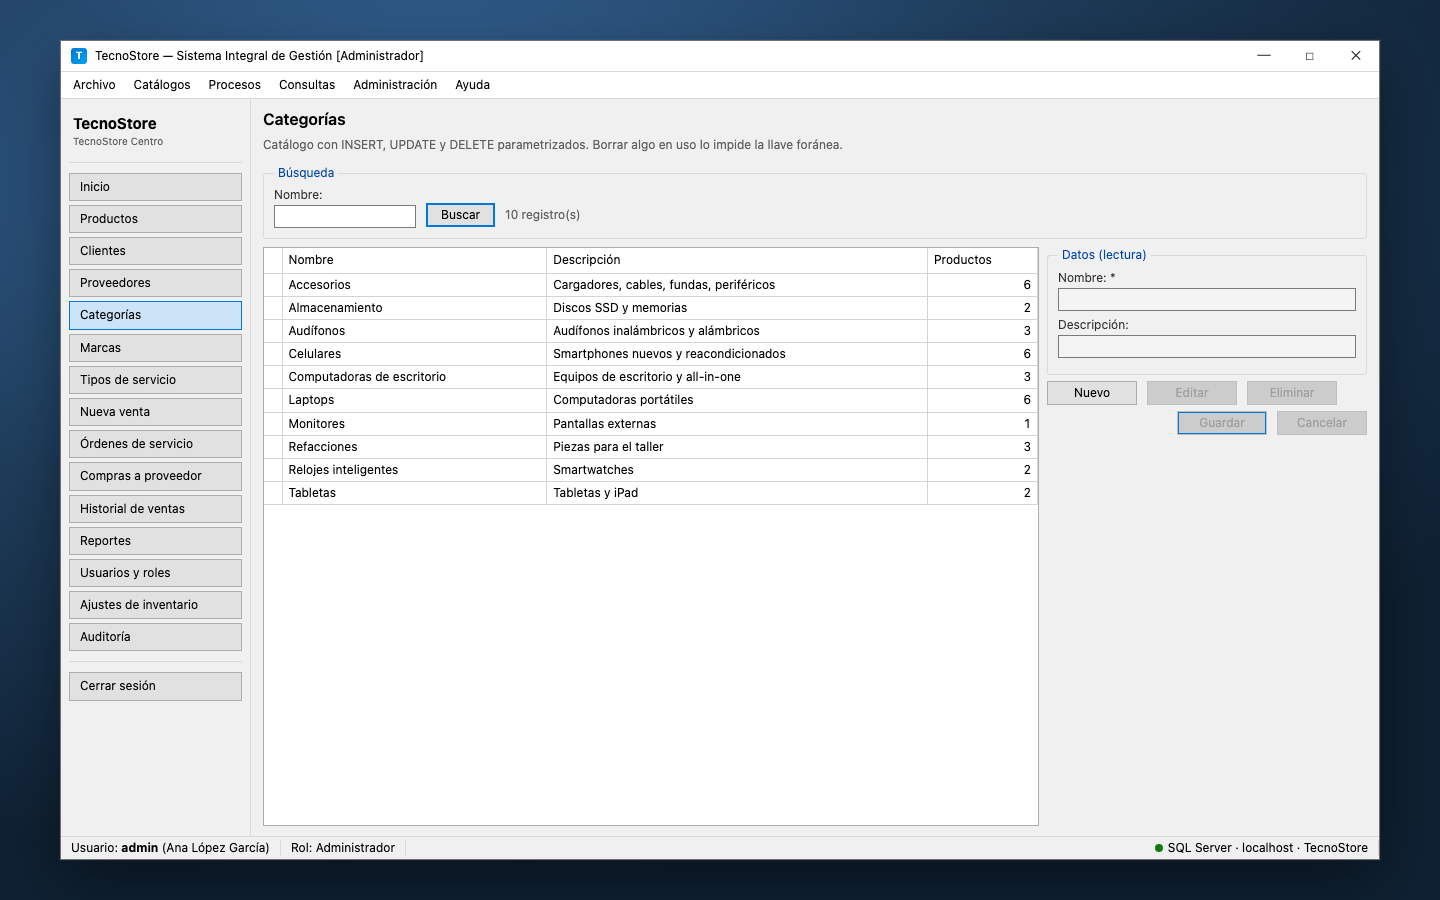 T TecnoStore — Sistema Integral de Gestión [Administrador]
Archivo Catálogos Procesos Consultas Administración Ayuda
TecnoStore
TecnoStore Centro
Inicio
Productos
Clientes
Proveedores
Categorías
Marcas
Tipos de servicio
Nueva venta
Órdenes de servicio
Compras a proveedor
Historial de ventas
Reportes
Usuarios y roles
Ajustes de inventario
Auditoría
Cerrar sesión
Categorías
Catálogo con INSERT, UPDATE y DELETE parametrizados. Borrar algo en uso lo impide la llave foránea.
Búsqueda
Nombre:
Buscar 10 registro(s)
Nombre Descripción Productos
Accesorios Cargadores, cables, fundas, periféricos 6
Almacenamiento Discos SSD y memorias 2
Audífonos Audífonos inalámbricos y alámbricos 3
Celulares Smartphones nuevos y reacondicionados 6
Computadoras de escritorio Equipos de escritorio y all-in-one 3
Laptops Computadoras portátiles 6
Monitores Pantallas externas 1
Refacciones Piezas para el taller 3
Relojes inteligentes Smartwatches 2
Tabletas Tabletas y iPad 2
Datos (lectura)
Nombre: *
Descripción:
Nuevo Editar Eliminar
Guardar Cancelar
Usuario: admin (Ana López García) Rol: Administrador SQL Server · localhost · TecnoStore